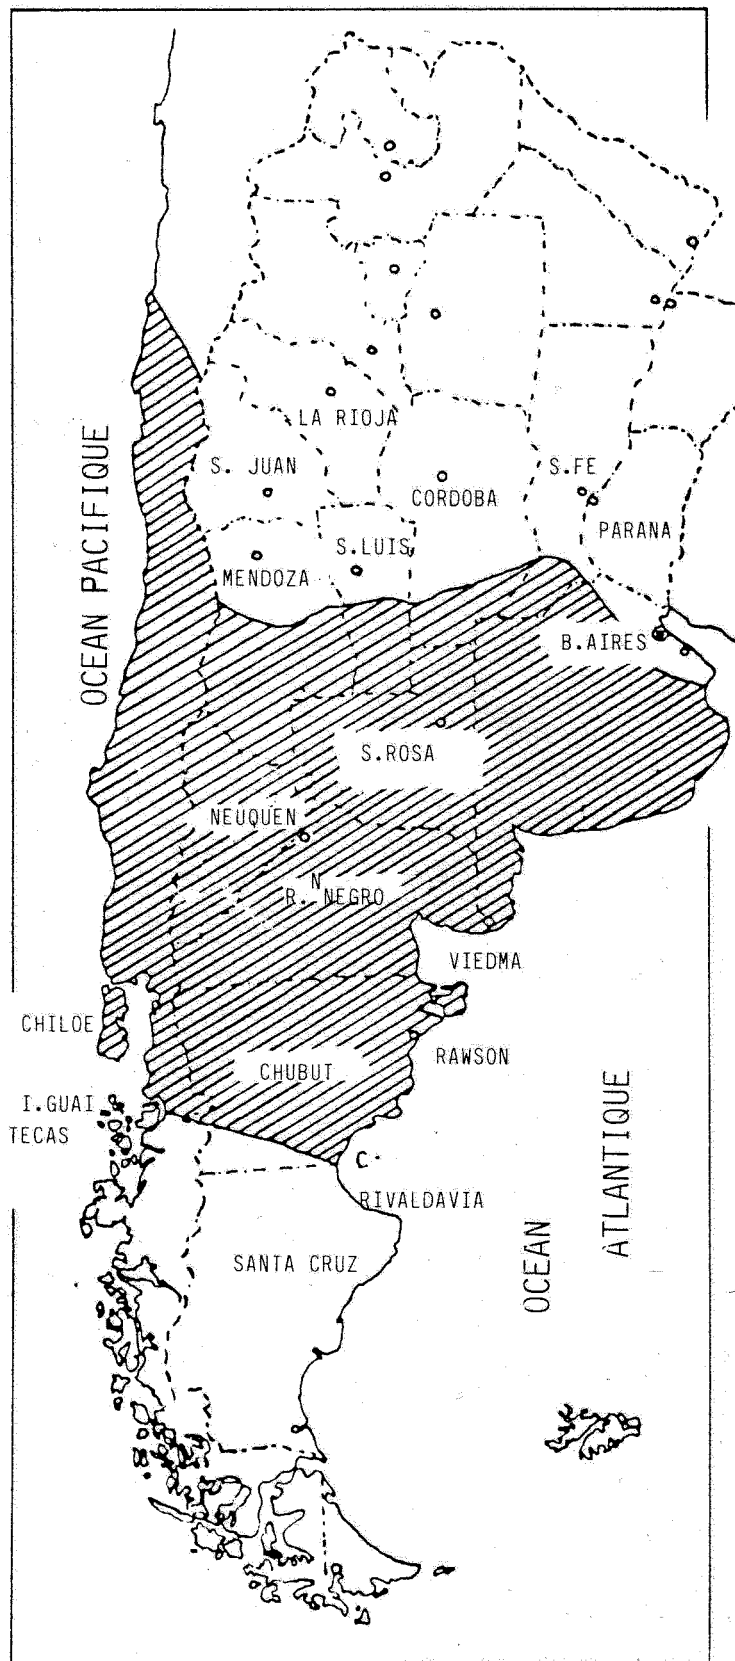 LA RIOJA
S. JUAN
S.FE
CORDOBA
PARANA
S.LUIS
MENDOZA
OCEAN PACIFIQUE
B.AIRES
S.ROSA
NEUQUEN
N
R. NEGRO
VIEDMA
CHILOE
RAWSON
CHUBUT
I.GUAI
TECAS
C.
RIVALDAVIA
OCEAN
ATLANTIQUE
SANTA CRUZ